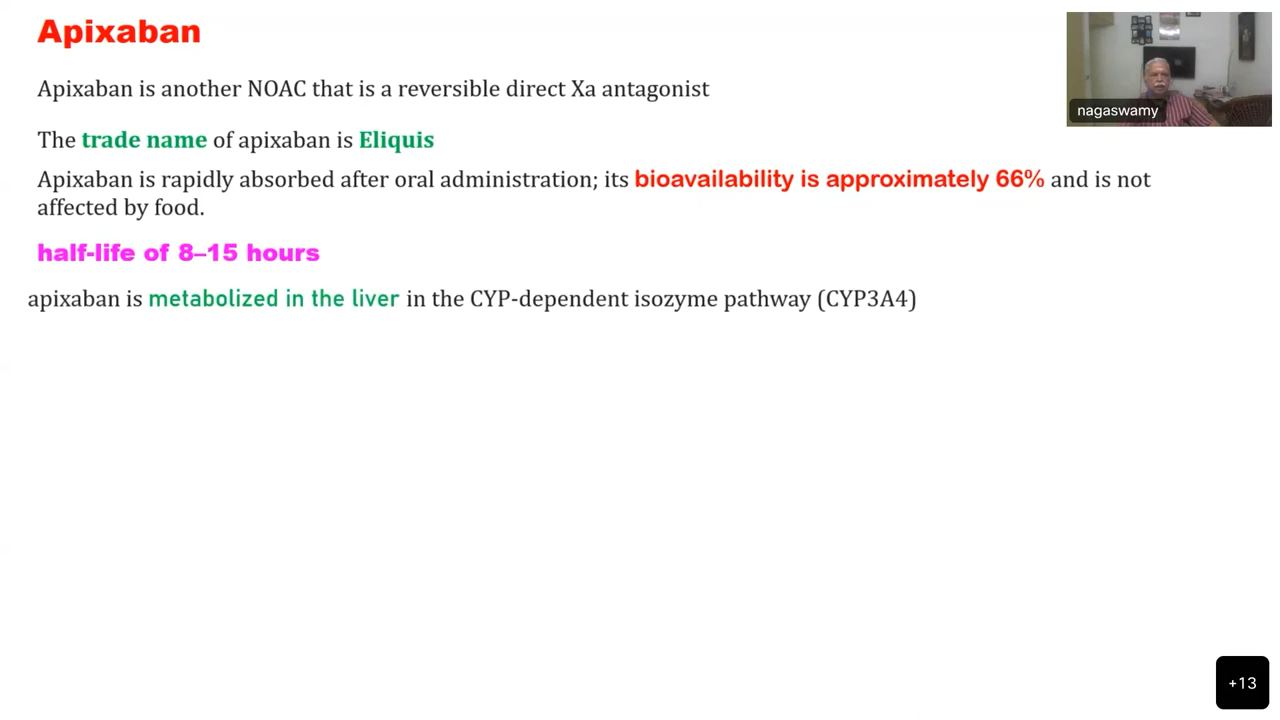 Apixaban
Apixaban is another NOAC that is a reversible direct Xa antagonist
The trade name of apixaban is Eliquis
Apixaban is rapidly absorbed after oral administration; its bioavailability is approximately 66% and is not
affected by food.
half-life of 8–15 hours
apixaban is metabolized in the liver in the CYP-dependent isozyme pathway (CYP3A4)
nagaswamy
+13